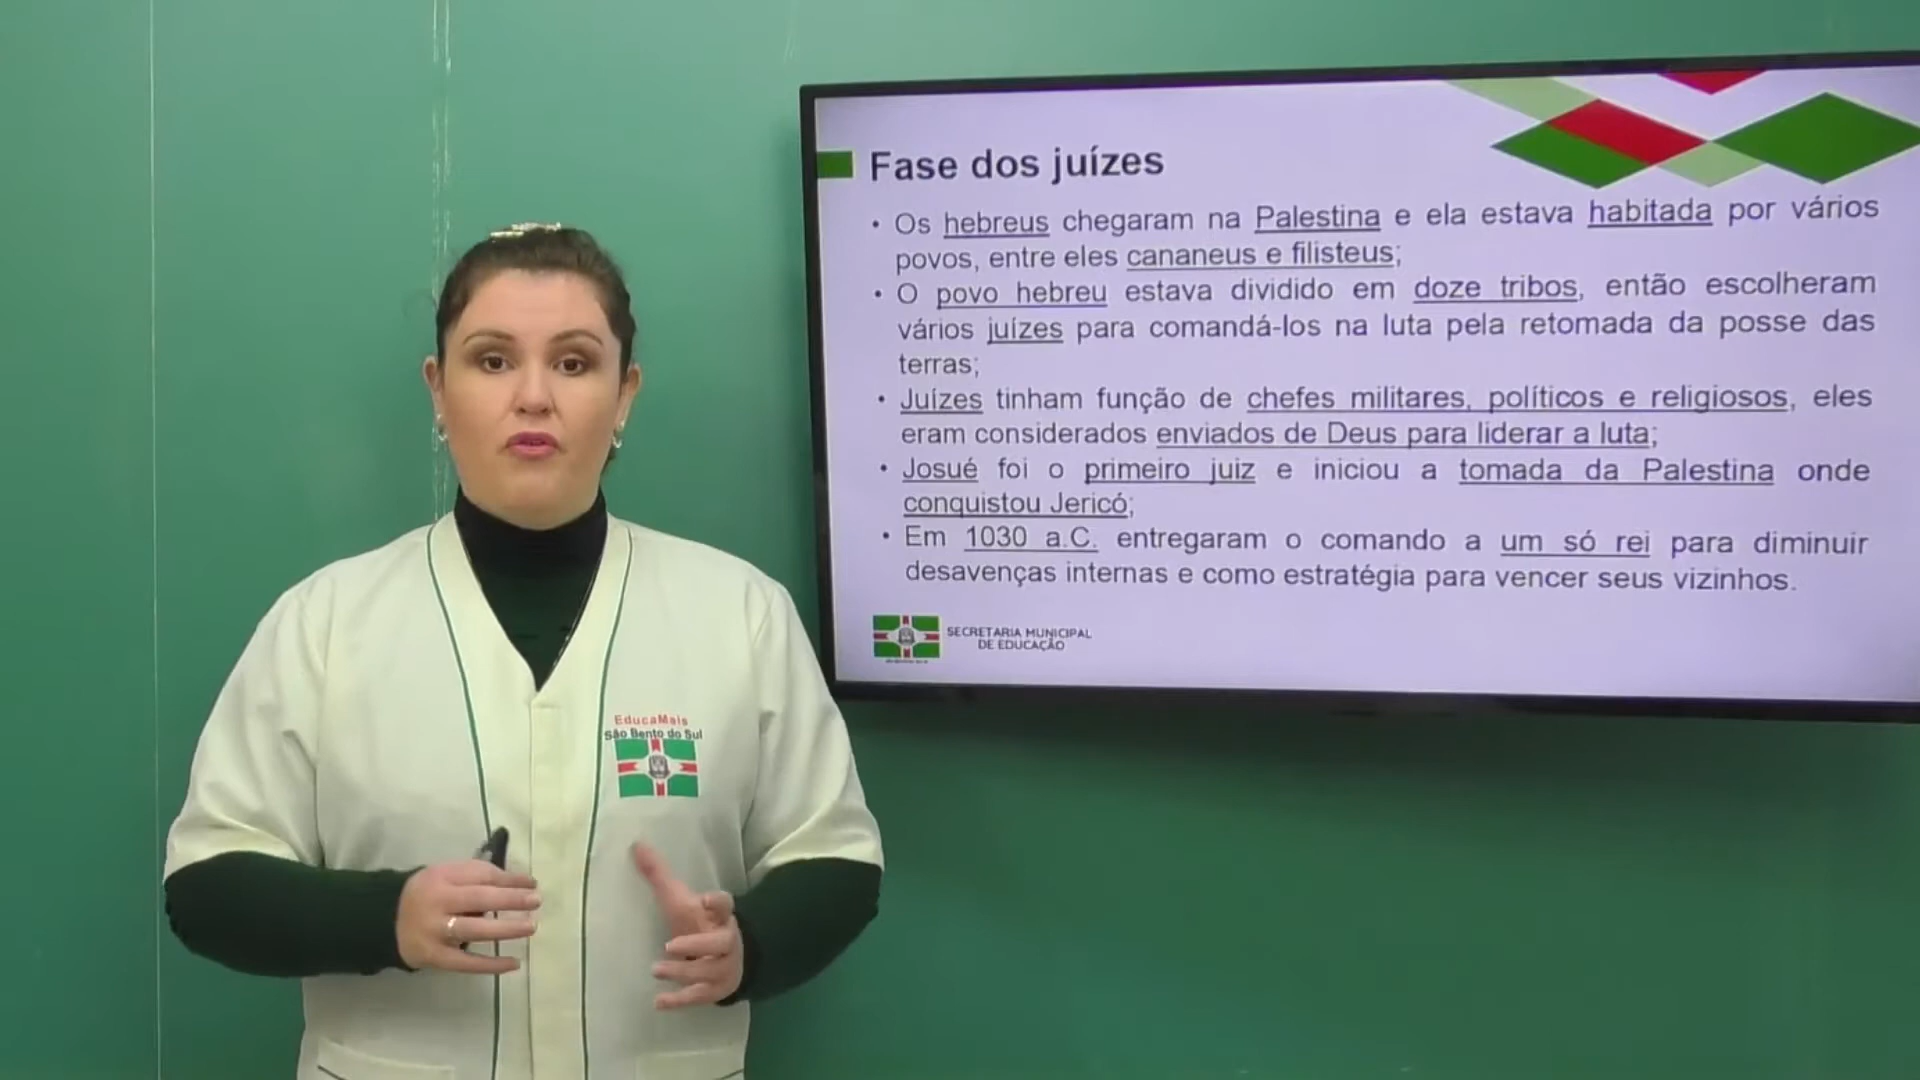 Fase dos juízes
• Os hebreus chegaram na Palestina e ela estava habitada por vários
povos, entre eles cananeus e filisteus;
• O povo hebreu estava dividido em doze tribos, então escolheram
vários juízes para comandá-los na luta pela retomada da posse das
terras;
• Juízes tinham função de chefes militares, políticos e religiosos, eles
eram considerados enviados de Deus para liderar a luta;
• Josué foi o primeiro juiz e iniciou a tomada da Palestina onde
conquistou Jericó;
• Em 1030 a.C. entregaram o comando a um só rei para diminuir
desavenças internas e como estratégia para vencer seus vizinhos.
SECRETARIA MUNICIPAL
DE EDUCAÇÃO
EducaMais
São Bento do Sul